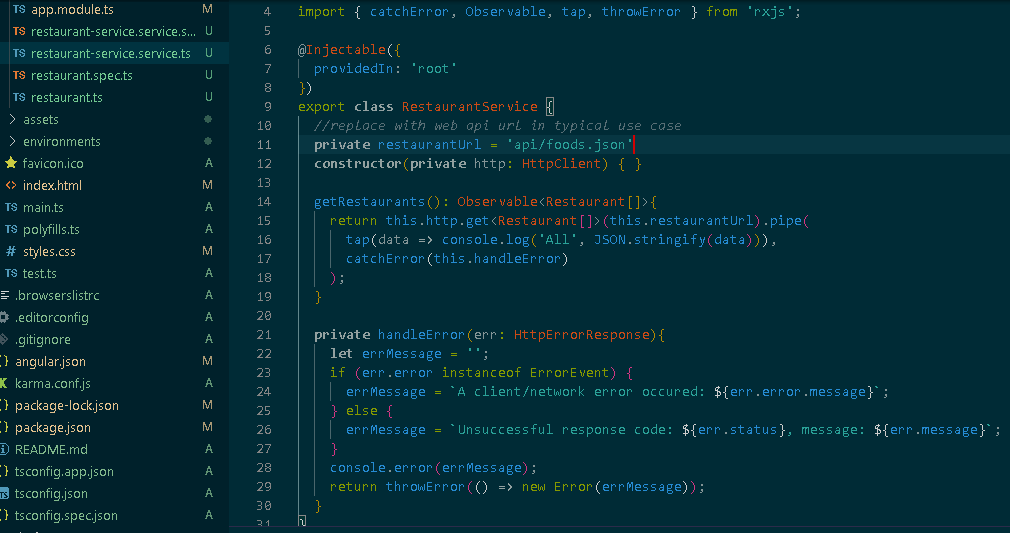 TS app.module.ts M
TS restaurant-service.service.s... U
TS restaurant-service.service.ts U
TS restaurant.spec.ts U
TS restaurant.ts U
> assets
> environments
favicon.ico A
<> index.html A
TS main.ts A
TS polyfills.ts A
# styles.css A
TS test.ts A
.browserslistrc A
.editorconfig A
.gitignore A
angular.json M
karma.conf.js A
package-lock.json M
package.json M
README.md A
tsconfig.app.json A
tsconfig.json A
tsconfig.spec.json A
4 import { catchError, Observable, tap, throwError } from 'rxjs';
5
6 @Injectable({
7 providedIn: 'root'
8 })
9 export class RestaurantService {
10 //replace with web api url in typical use case
11 private restaurantUrl = 'api/foods.json'
12 constructor(private http: HttpClient) { }
13
14 getRestaurants(): Observable<Restaurant[]>{
15 return this.http.get<Restaurant[]>(this.restaurantUrl).pipe(
16 tap(data => console.log('All', JSON.stringify(data))),
17 catchError(this.handleError)
18 );
19 }
20
21 private handleError(err: HttpErrorResponse){
22 let errMessage = '';
23 if (err.error instanceof ErrorEvent) {
24 errMessage = `A client/network error occured: ${err.error.message}`;
25 } else {
26 errMessage = `Unsuccessful response code: ${err.status}, message: ${err.message}`;
27 }
28 console.error(errMessage);
29 return throwError(() => new Error(errMessage));
30 }
31 }